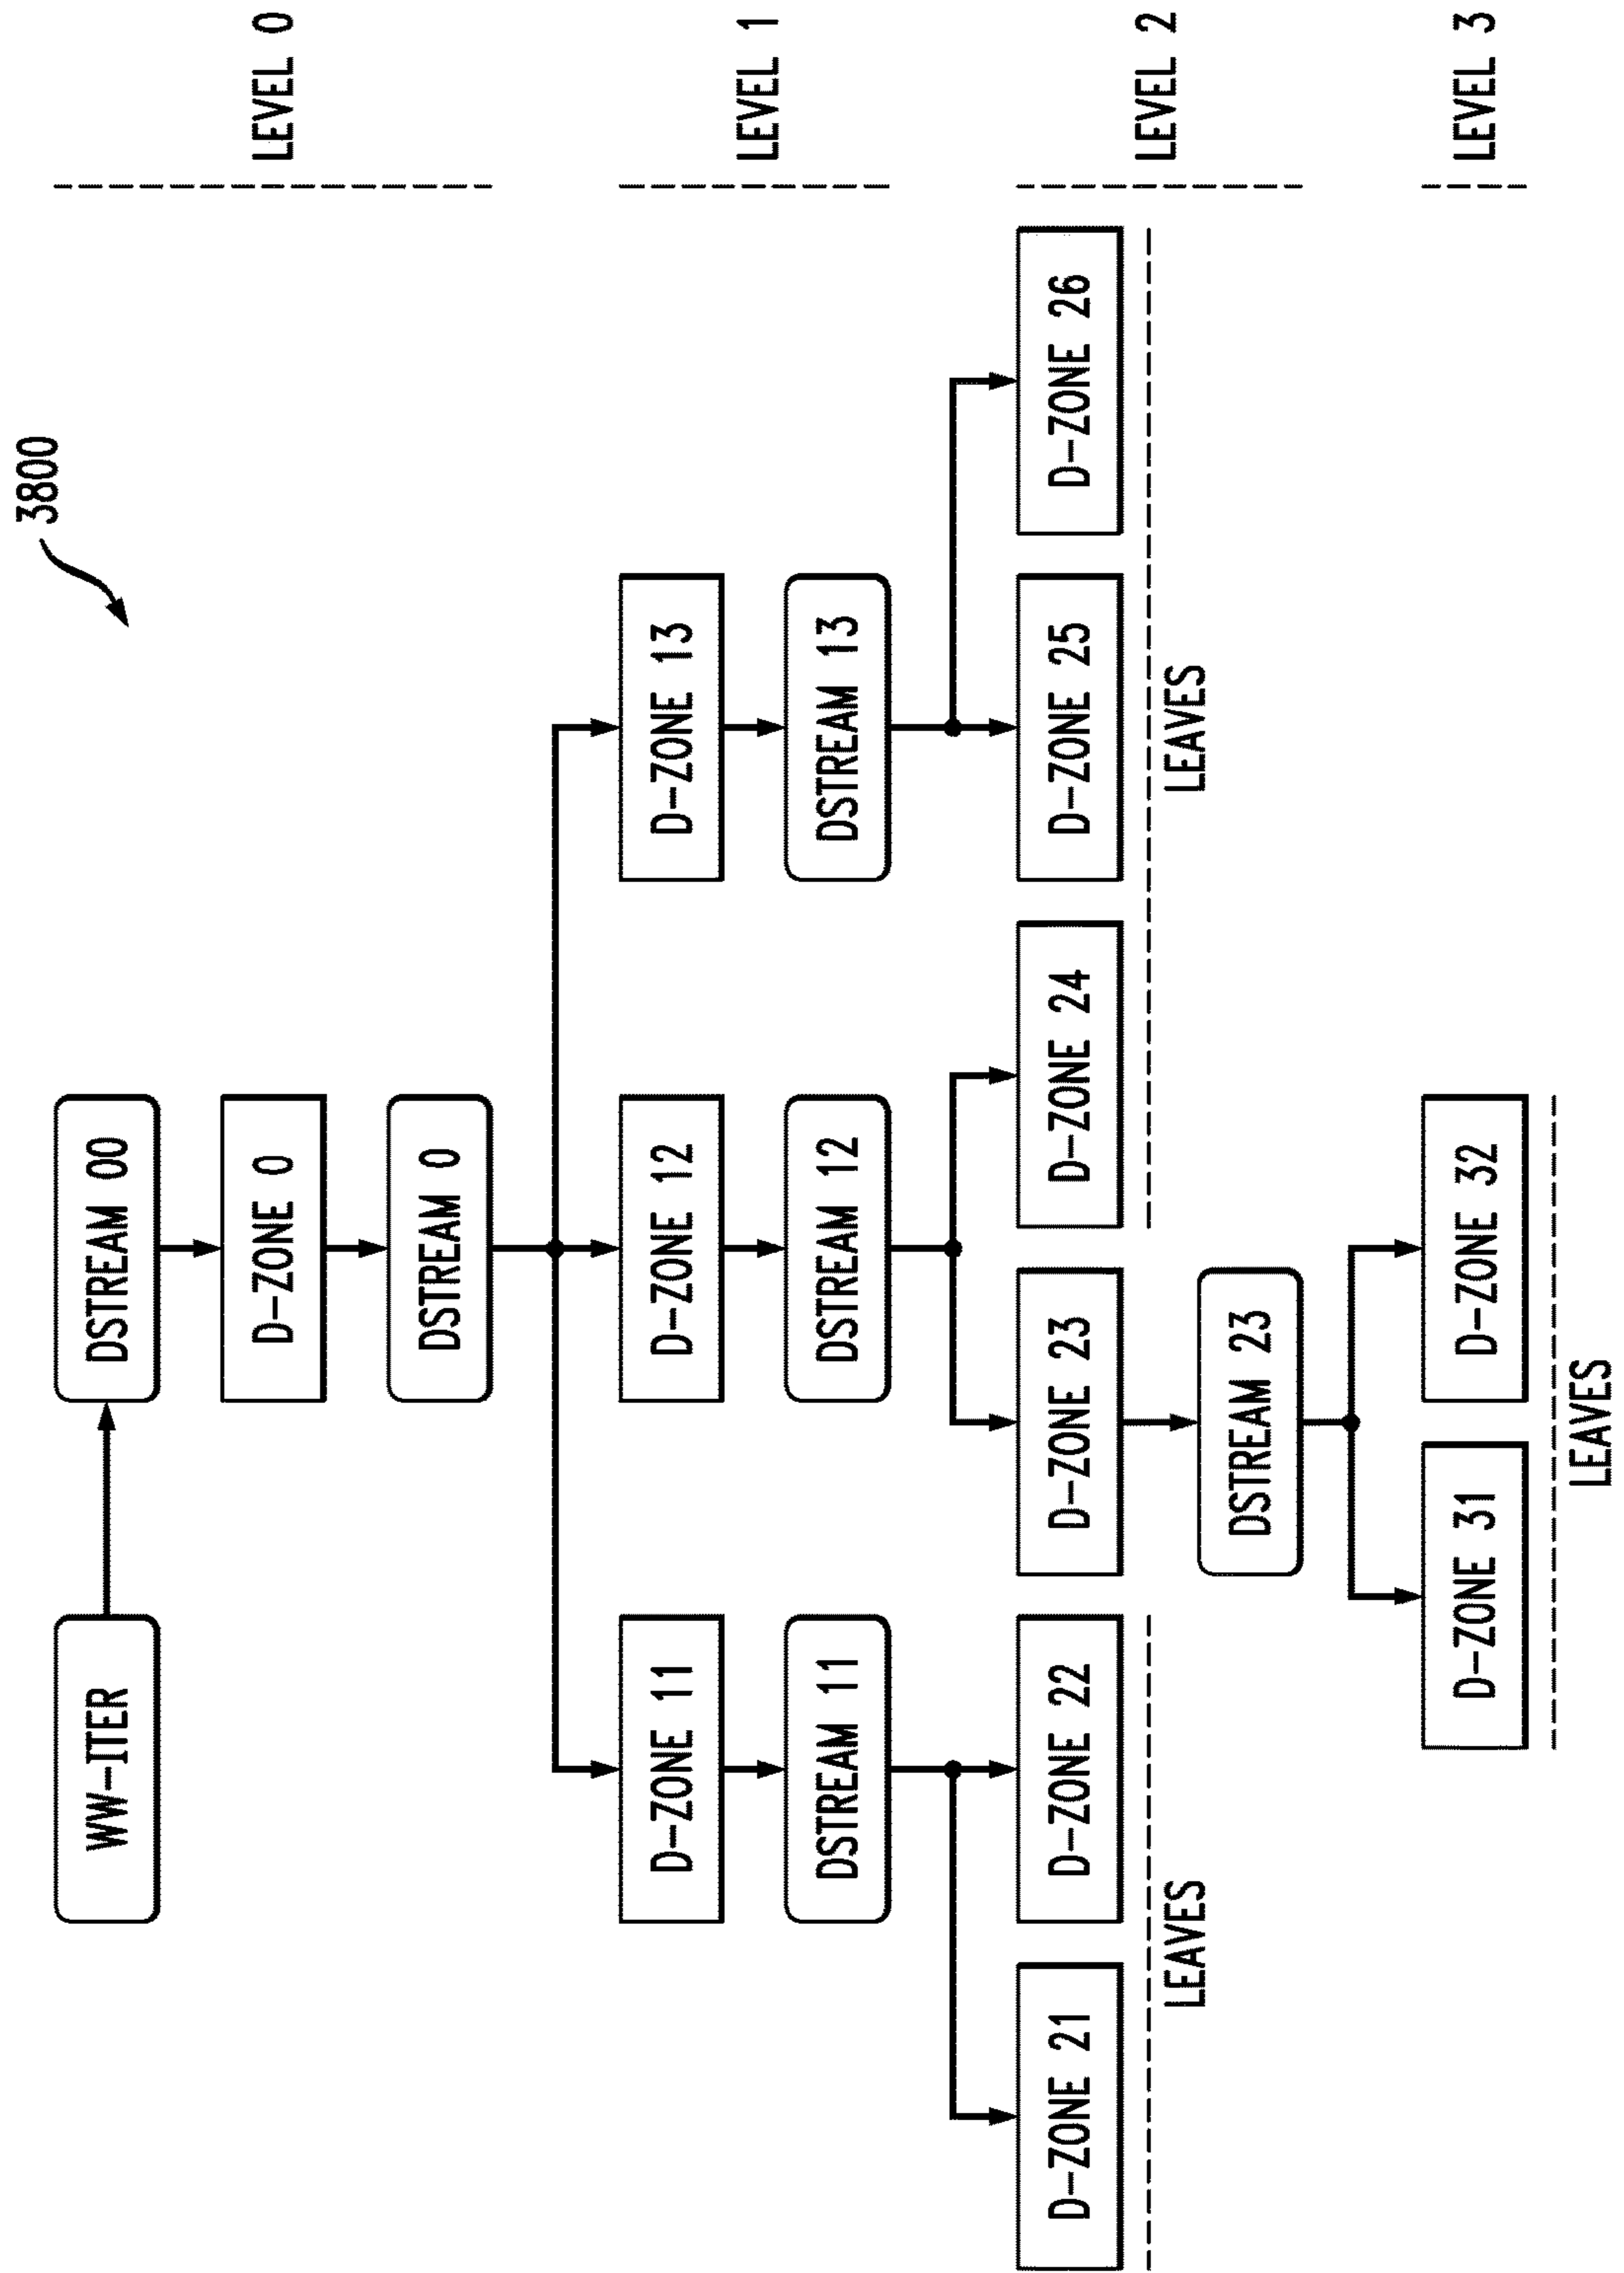 3800
WW-ITER
DSTREAM 00
D-ZONE 0
LEVEL 0
DSTREAM 0
D-ZONE 11
D-ZONE 12
D-ZONE 13
LEVEL 1
DSTREAM 11
DSTREAM 12
DSTREAM 13
D-ZONE 21
D-ZONE 22
D-ZONE 23
D-ZONE 24
D-ZONE 25
D-ZONE 26
LEVEL 2
LEAVES
LEAVES
DSTREAM 23
D-ZONE 31
D-ZONE 32
LEVEL 3
LEAVES